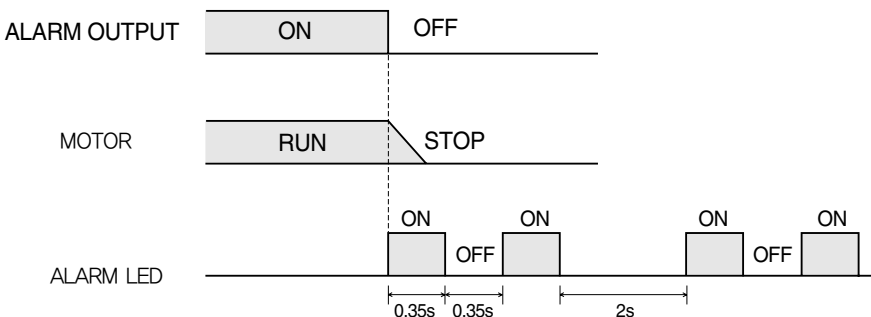 ALARM OUTPUT ON OFF
MOTOR RUN STOP
ON ON ON ON
OFF OFF
ALARM LED
0.35s 0.35s 2s